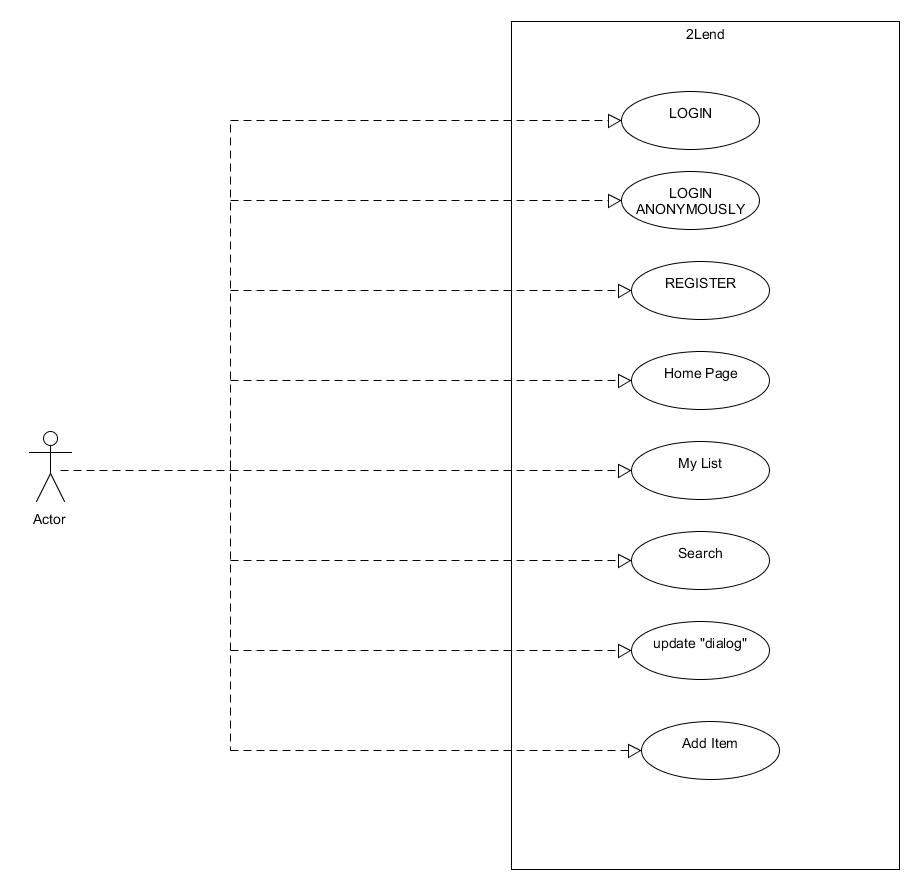 2Lend
LOGIN
LOGIN
ANONYMOUSLY
REGISTER
Home Page
My List
Actor
Search
update "dialog"
Add Item